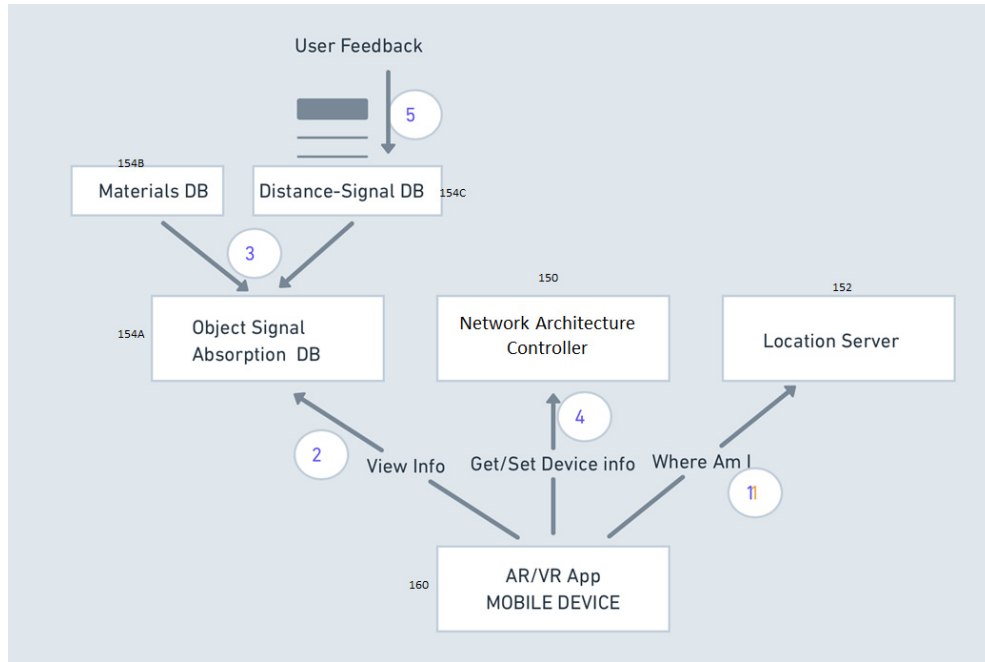 User Feedback
5
154B
Materials DB
Distance-Signal DB
154C
3
150
152
154A
Object Signal
Absorption DB
Network Architecture
Controller
Location Server
4
2
View Info
Get/Set Device info
Where Am I
11
160
AR/VR App
MOBILE DEVICE